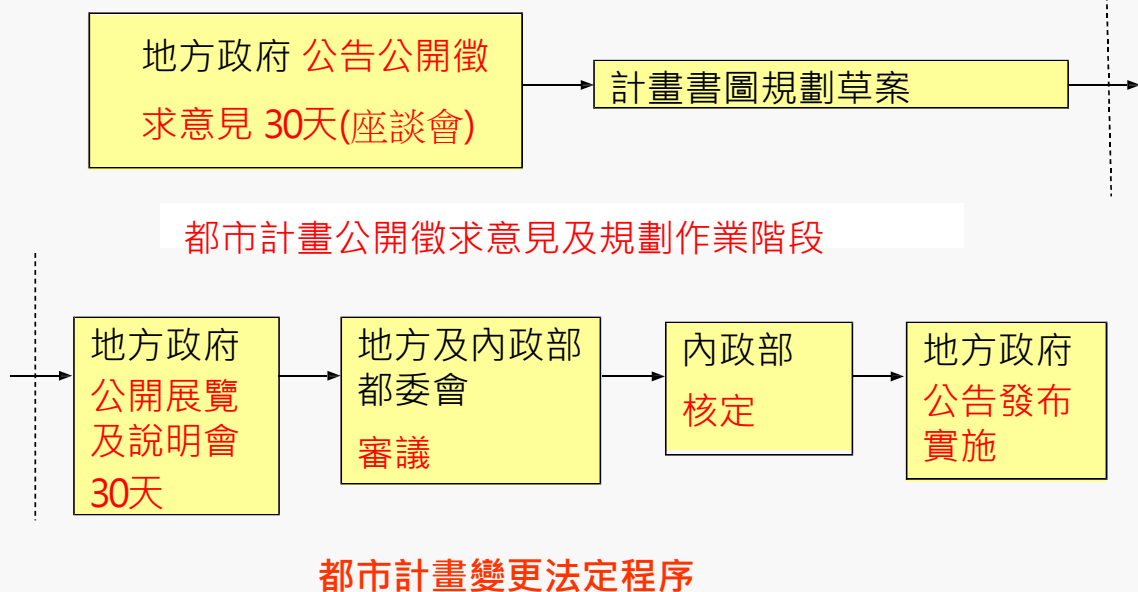 地方政府 公告公開徵
求意見 30天(座談會)
計畫書圖規劃草案
都市計畫公開徵求意見及規劃作業階段
地方政府
公開展覽
及說明會
30天
地方及內政部
都委會
審議
內政部
核定
地方政府
公告發布
實施
都市計畫變更法定程序